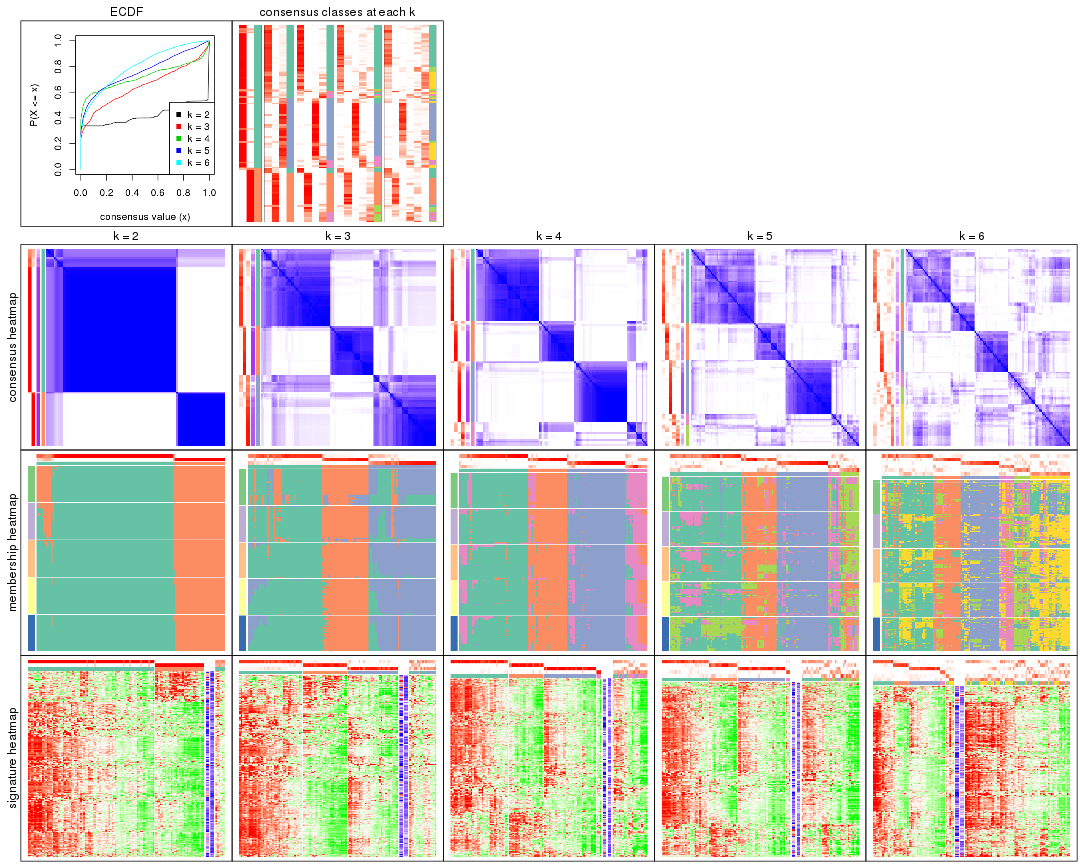 ECDF
consensus classes at each k
P(X <= x)
0.0 0.2 0.4 0.6 0.8 1.0
k = 2
k = 3
k = 4
k = 5
k = 6
0.0 0.2 0.4 0.6 0.8 1.0
consensus value (x)
k = 2
k = 3
k = 4
k = 5
k = 6
consensus heatmap
membership heatmap
signature heatmap